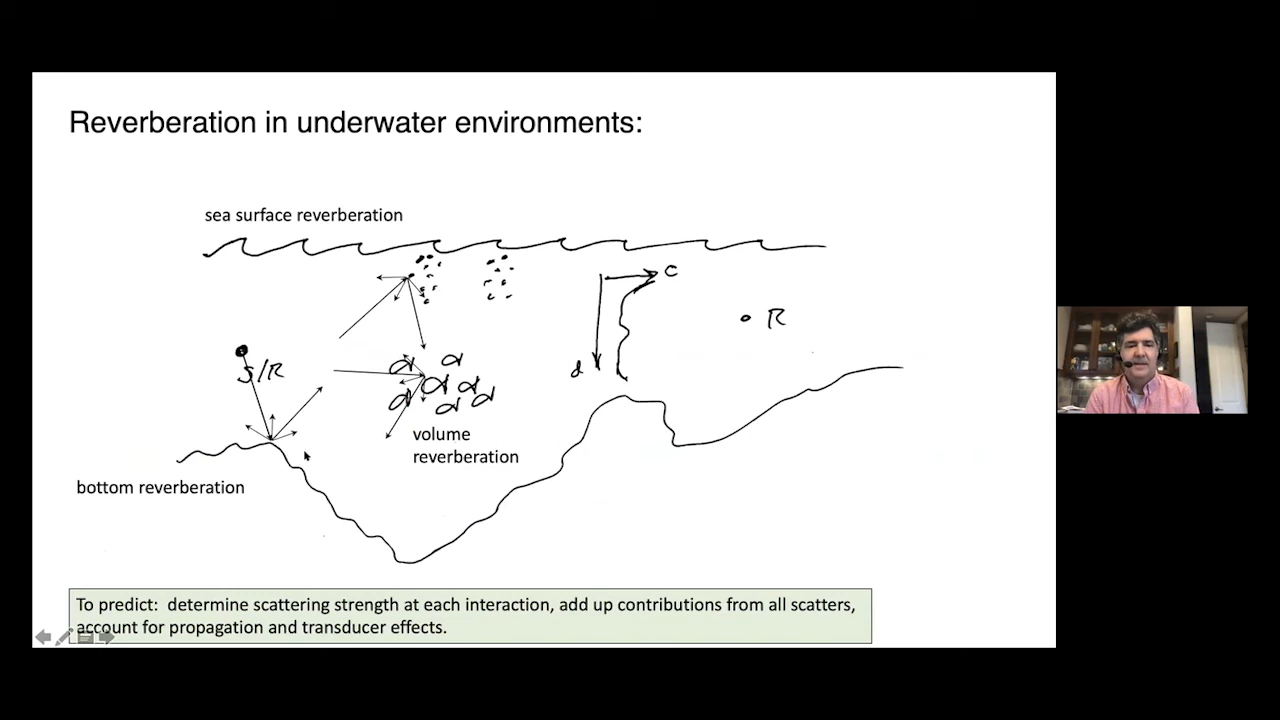 Reverberation in underwater environments:
sea surface reverberation
c
R
S/R
d
volume
reverberation
bottom reverberation
To predict: determine scattering strength at each interaction, add up contributions from all scatters,
account for propagation and transducer effects.